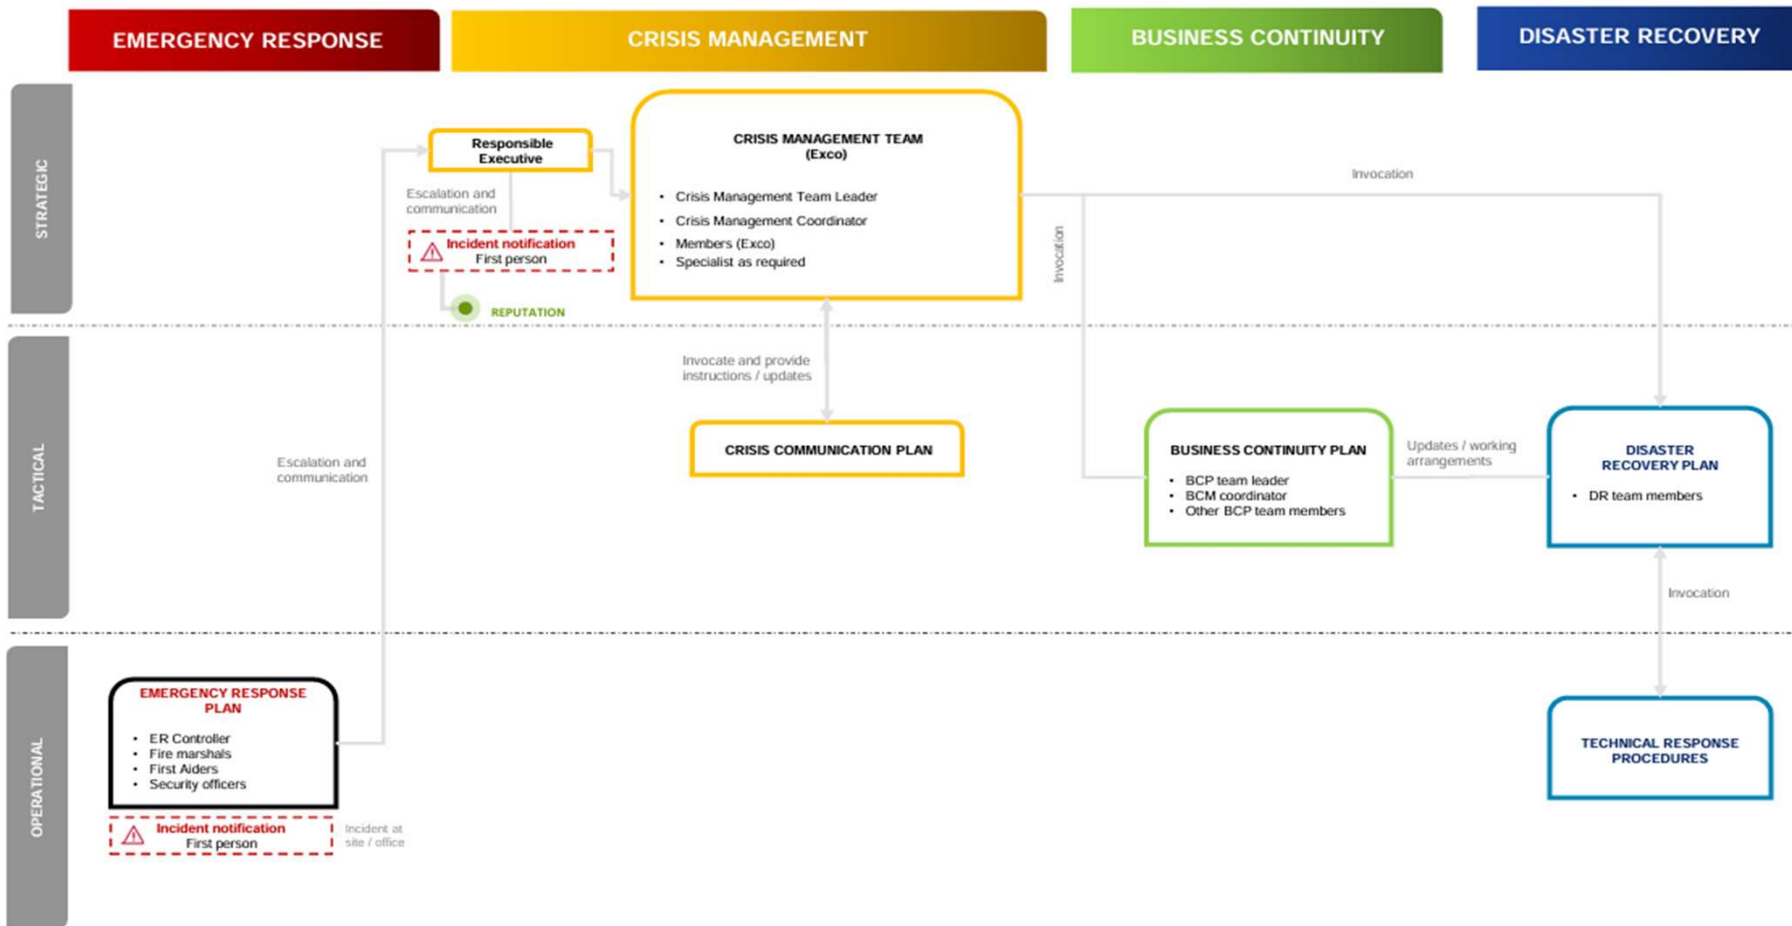 EMERGENCY RESPONSE
CRISIS MANAGEMENT
BUSINESS CONTINUITY
DISASTER RECOVERY
STRATEGIC
Responsible
Executive
Escalation and
communication
Incident notification
First person
REPUTATION
CRISIS MANAGEMENT TEAM
(Exco)
• Crisis Management Team Leader
• Crisis Management Coordinator
• Members (Exco)
• Specialist as required
Invocation
Invocation
TACTICAL
Escalation and
communication
Invocate and provide
instructions / updates
CRISIS COMMUNICATION PLAN
BUSINESS CONTINUITY PLAN
• BCP team leader
• BCM coordinator
• Other BCP team members
Updates / working
arrangements
DISASTER
RECOVERY PLAN
• DR team members
Invocation
OPERATIONAL
EMERGENCY RESPONSE
PLAN
• ER Controller
• Fire marshals
• First Aiders
• Security officers
Incident notification
First person
Incident at
site / office
TECHNICAL RESPONSE
PROCEDURES